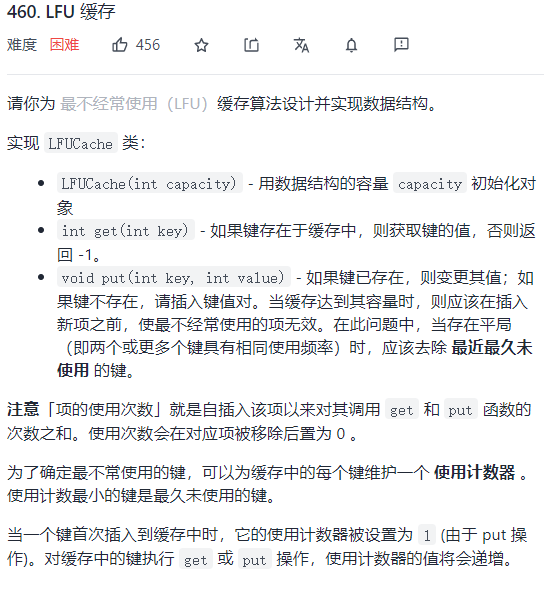 460. LFU 缓存
难度 困难 456
请你为 最不经常使用（LFU）缓存算法设计并实现数据结构。
实现 LFUCache 类：
LFUCache(int capacity) - 用数据结构的容量 capacity 初始化对
象
int get(int key) - 如果键存在于缓存中，则获取键的值，否则返
回 -1。
void put(int key, int value) - 如果键已存在，则变更其值；如
果键不存在，请插入键值对。当缓存达到其容量时，则应该在插入
新项之前，使最不经常使用的项无效。在此问题中，当存在平局
（即两个或更多个键具有相同使用频率）时，应该去除 最近最久未
使用 的键。
注意「项的使用次数」就是自插入该项以来对其调用 get 和 put 函数的
次数之和。使用次数会在对应项被移除后置为 0 。
为了确定最不常使用的键，可以为缓存中的每个键维护一个 使用计数器 。
使用计数最小的键是最久未使用的键。
当一个键首次插入到缓存中时，它的使用计数器被设置为 1 (由于 put 操
作)。对缓存中的键执行 get 或 put 操作，使用计数器的值将会递增。